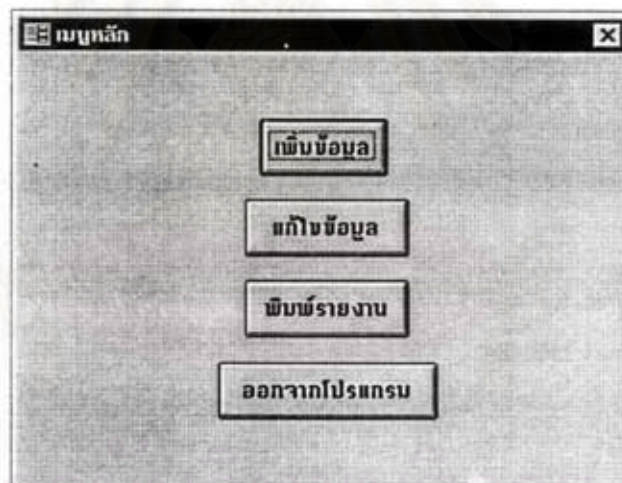 เมนูหลัก
เพิ่มข้อมูล
แก้ไขข้อมูล
พิมพ์รายงาน
ออกจากโปรแกรม